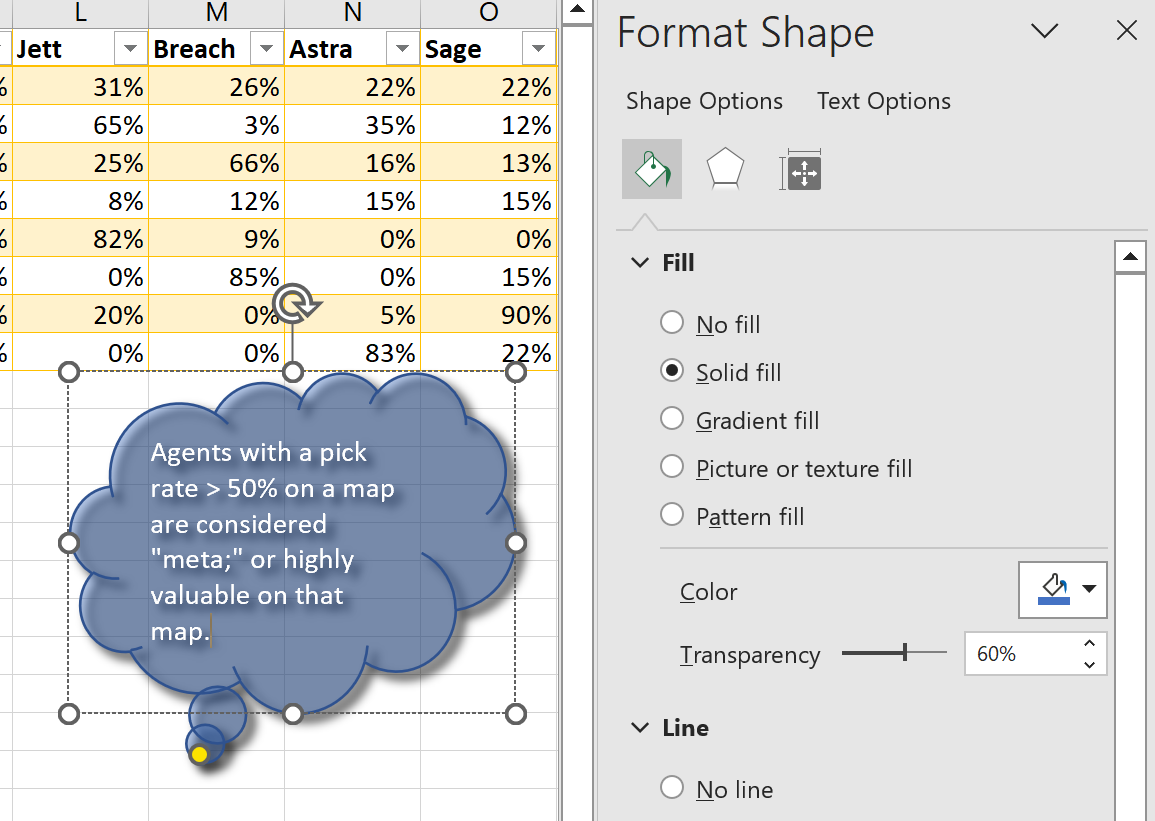 L M N O
Jett Breach Astra Sage
% 31% 26% 22% 22%
% 65% 3% 35% 12%
% 25% 66% 16% 13%
% 8% 12% 15% 15%
% 82% 9% 0% 0%
% 0% 85% 0% 15%
% 20% 0% 5% 90%
% 0% 0% 83% 22%
Agents with a pick
rate > 50% on a map
are considered
"meta;" or highly
valuable on that
map.
Format Shape
Shape Options Text Options
Fill
No fill
Solid fill
Gradient fill
Picture or texture fill
Pattern fill
Color
Transparency 60%
Line
No line